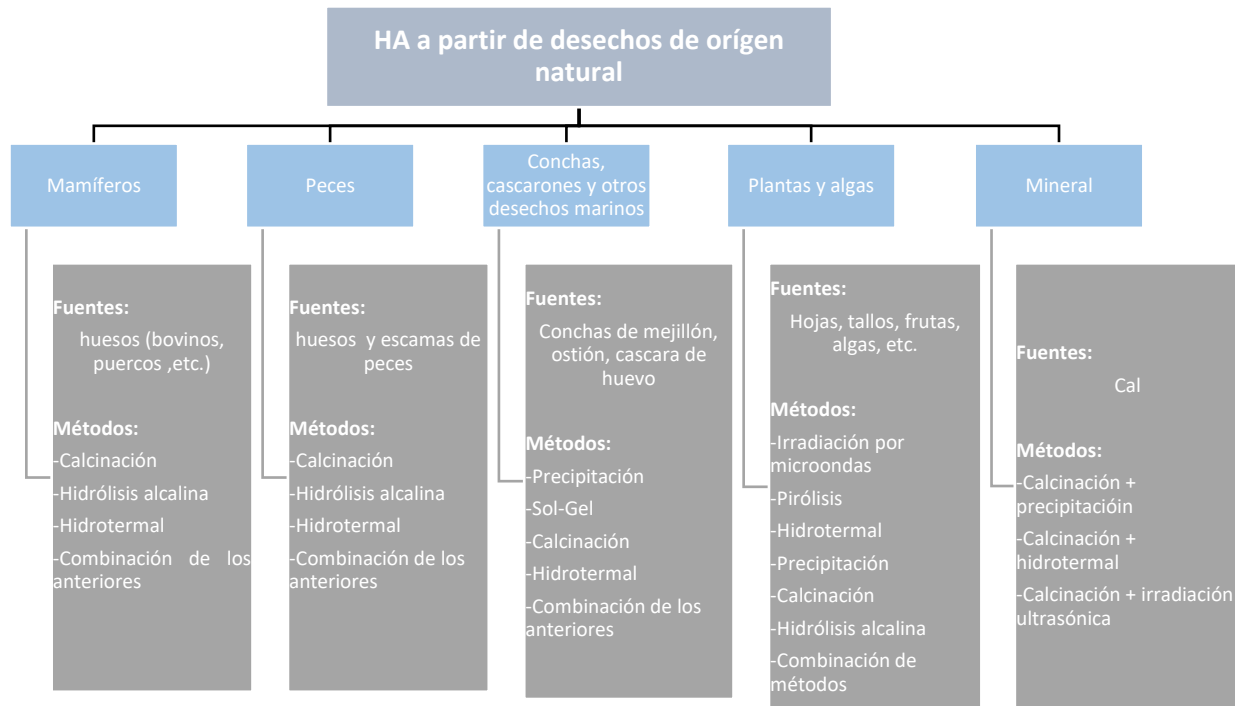 HA a partir de desechos de orígen
natural
Mamíferos
Peces
Conchas,
cascarones y otros
desechos marinos
Plantas y algas
Mineral
Fuentes:
huesos (bovinos,
puercos ,etc.)
Métodos:
-Calcinación
-Hidrólisis alcalina
-Hidrotermal
-Combinación de los
anteriores
Fuentes:
huesos y escamas de
peces
Métodos:
-Calcinación
-Hidrólisis alcalina
-Hidrotermal
-Combinación de los
anteriores
Fuentes:
Conchas de mejillón,
ostión, cascara de
huevo
Métodos:
-Precipitación
-Sol-Gel
-Calcinación
-Hidrotermal
-Combinación de los
anteriores
Fuentes:
Hojas, tallos, frutas,
algas, etc.
Métodos:
-Irradiación por
microondas
-Pirólisis
-Hidrotermal
-Precipitación
-Calcinación
-Hidrólisis alcalina
-Combinación de
métodos
Fuentes:
Cal
Métodos:
-Calcinación +
precipitacióin
-Calcinación +
hidrotermal
-Calcinación + irradiación
ultrasónica